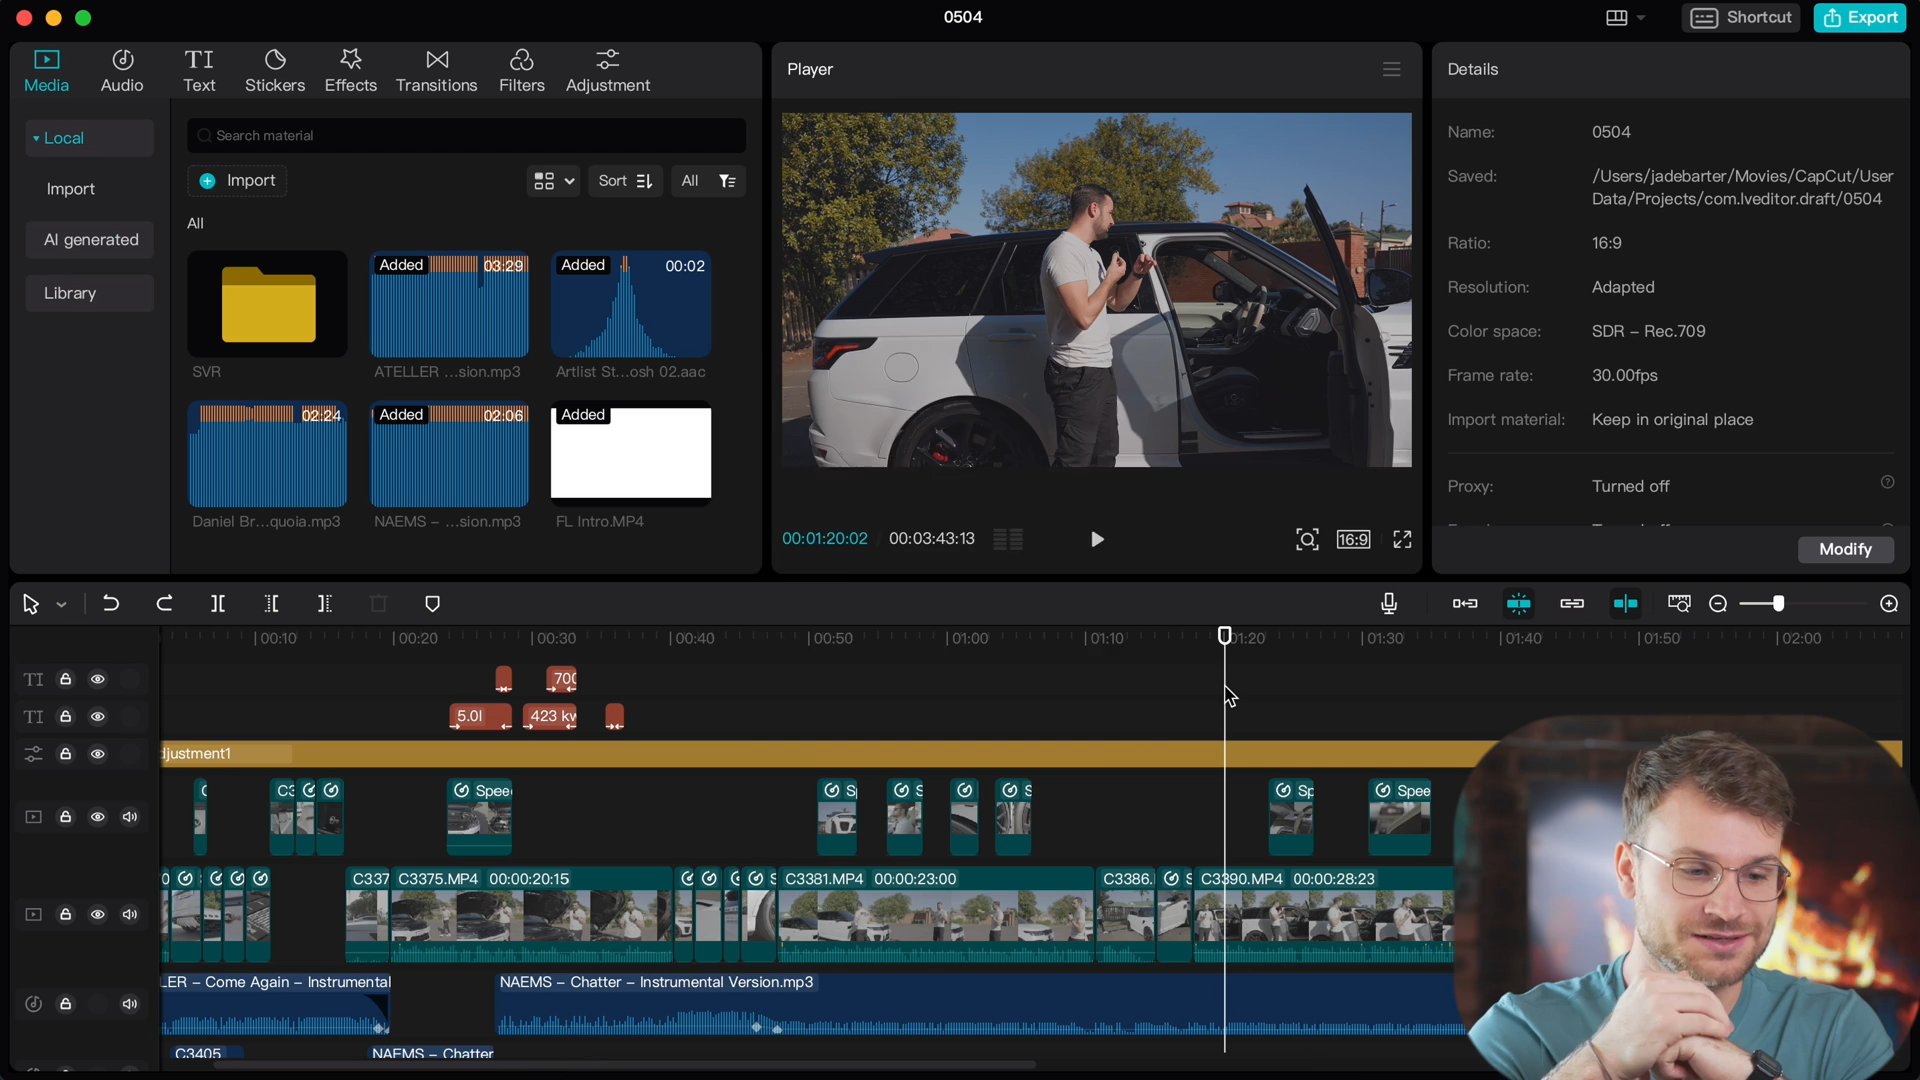 0504
Shortcut
Export
Media
Audio
Text
Stickers
Effects
Transitions
Filters
Adjustment
Local
Import
AI generated
Library
Search material
Import
Sort
All
All
SVR
Added
03:29
ATELLER ...sion.mp3
Added
00:02
Artlist St...osh 02.aac
02:24
Daniel Br...quoia.mp3
Added
02:06
NAEMS – ...sion.mp3
Added
FL Intro.MP4
Player
00:01:20:02
00:03:43:13
16:9
Details
Name:
0504
Saved:
/Users/jadebarter/Movies/CapCut/User
Data/Projects/com.lveditor.draft/0504
Ratio:
16:9
Resolution:
Adapted
Color space:
SDR – Rec.709
Frame rate:
30.00fps
Import material:
Keep in original place
Proxy:
Turned off
Modify
00:10
00:20
00:30
00:40
00:50
01:00
01:10
01:20
01:30
01:40
01:50
02:00
TI
700
TI
5.0l
423 kw
djustment1
C3
Spee
Sp
S
S
Sp
Spee
C337
C3375.MP4 00:00:20:15
C3381.MP4 00:00:23:00
C3386.
C3390.MP4 00:00:28:23
LER – Come Again – Instrumental
NAEMS – Chatter – Instrumental Version.mp3
C3405
NAEMS – Chatter